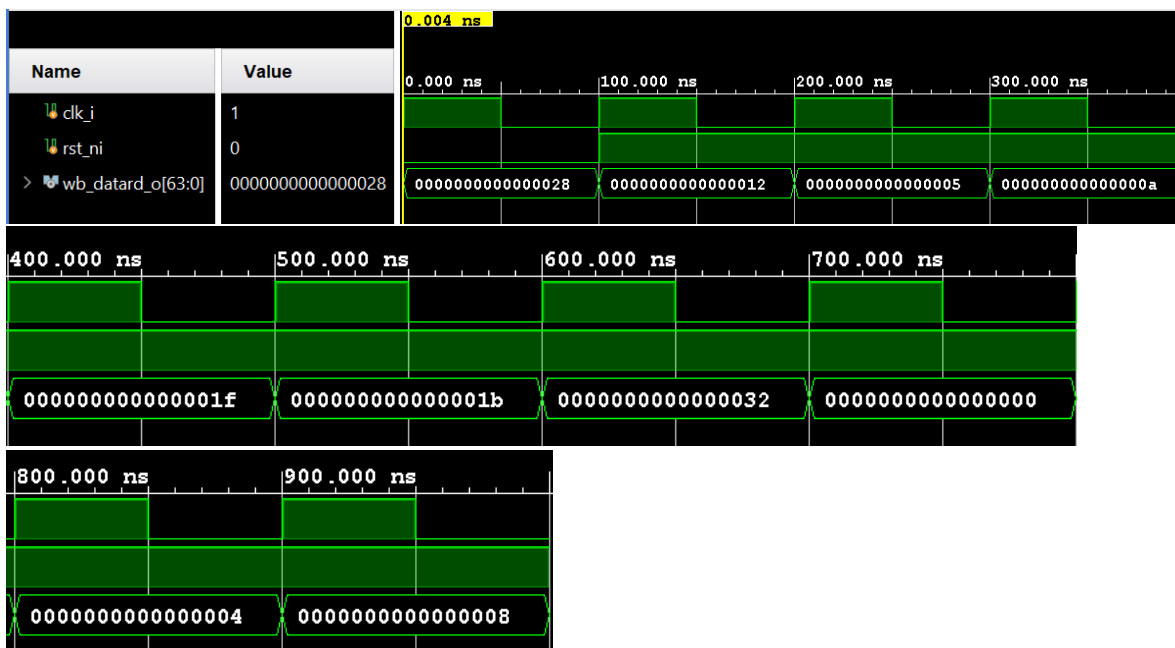 0.004 ns
Name Value
0.000 ns 100.000 ns 200.000 ns 300.000 ns
clk_i 1
rst_ni 0
wb_datard_o[63:0] 0000000000000028 0000000000000028 0000000000000012 0000000000000005 000000000000000a
400.000 ns 500.000 ns 600.000 ns 700.000 ns
000000000000001f 000000000000001b 0000000000000032 0000000000000000
800.000 ns 900.000 ns
0000000000000004 0000000000000008